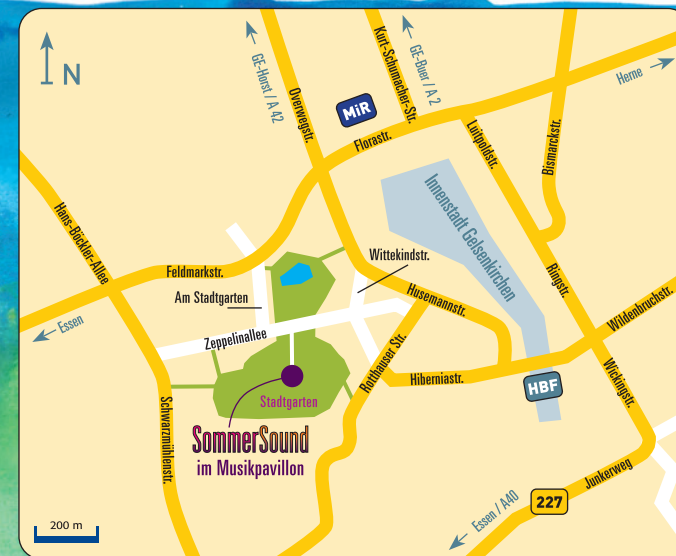 N
GE-Horst / A 42
Overwegstr.
Kurt-Schumacher-Str.
GE-Buer / A 2
Herne
MiR
Florastr.
Luitpoldstr.
Bismarckstr.
Hans-Böckler-Allee
Innenstadt Gelsenkirchen
Feldmarkstr.
Wittekindstr.
Am Stadtgarten
Husemannstr.
Ringstr.
Wildenbruchstr.
Essen
Zeppelinallee
Rotthauser Str.
Hiberniastr.
HBF
Wickingstr.
Stadtgarten
Schwarzmühlenstr.
SommerSound
im Musikpavillon
Junkerweg
227
Essen / A40
200 m